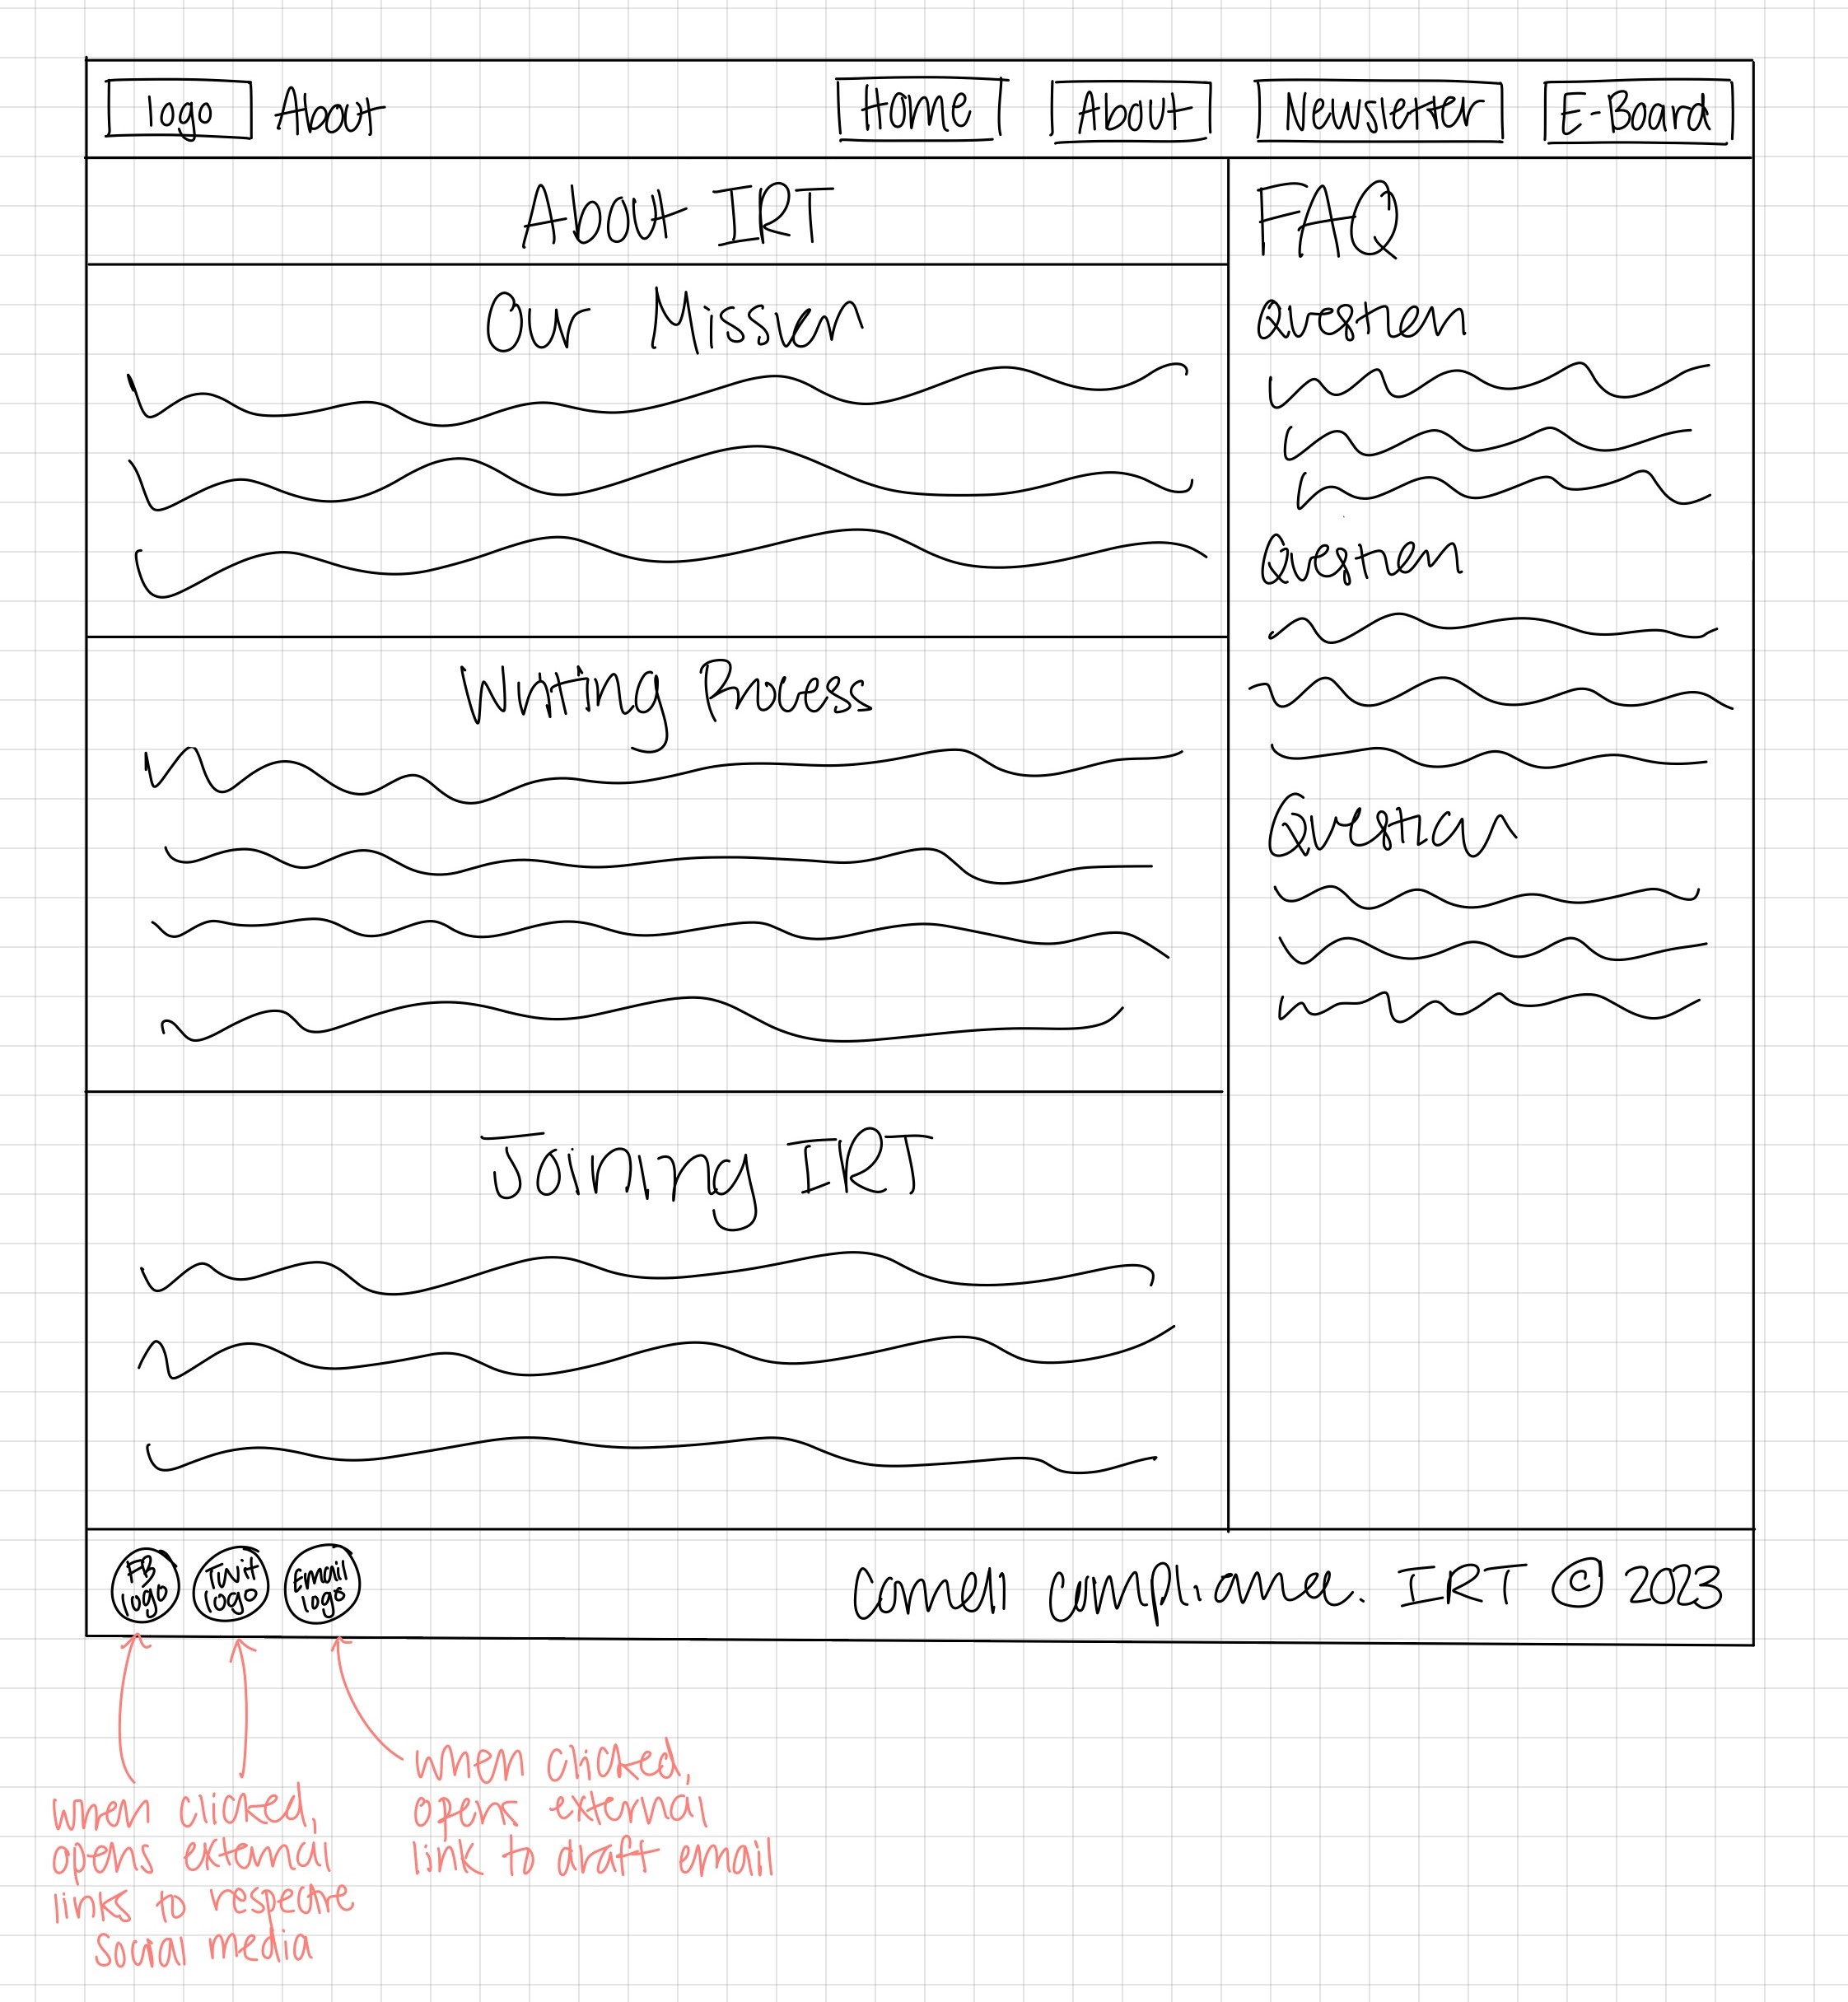 logo About Home About Newsletter E-Board
About IRT
Our Mission
Writing Process
Joining IRT
FAQ
Question
Question
Question
FB logo
Twit logo
Email logo
Cornell Compliance. IRT © 2023
when clicked,
opens external
links to respective
social media
when clicked,
opens external
link to draft email